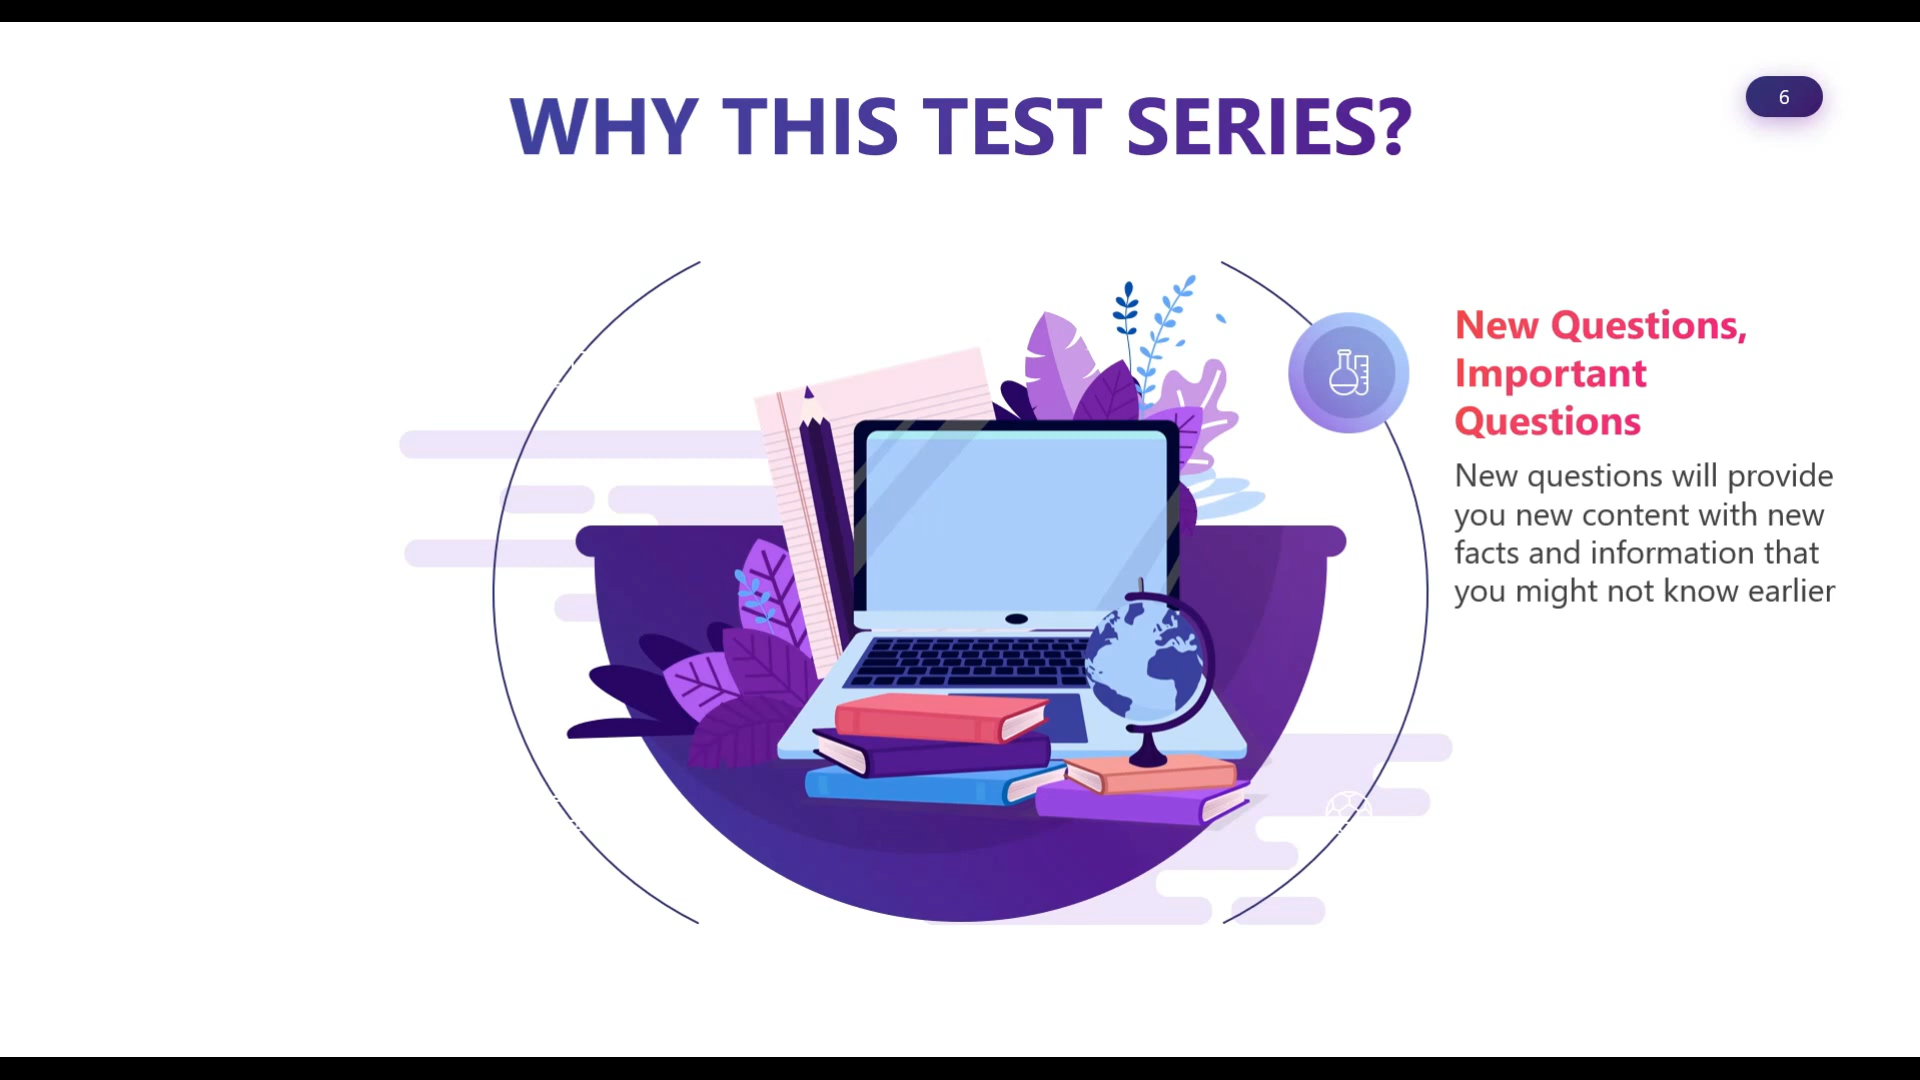 WHY THIS TEST SERIES?
6
New Questions,
Important
Questions
New questions will provide
you new content with new
facts and information that
you might not know earlier